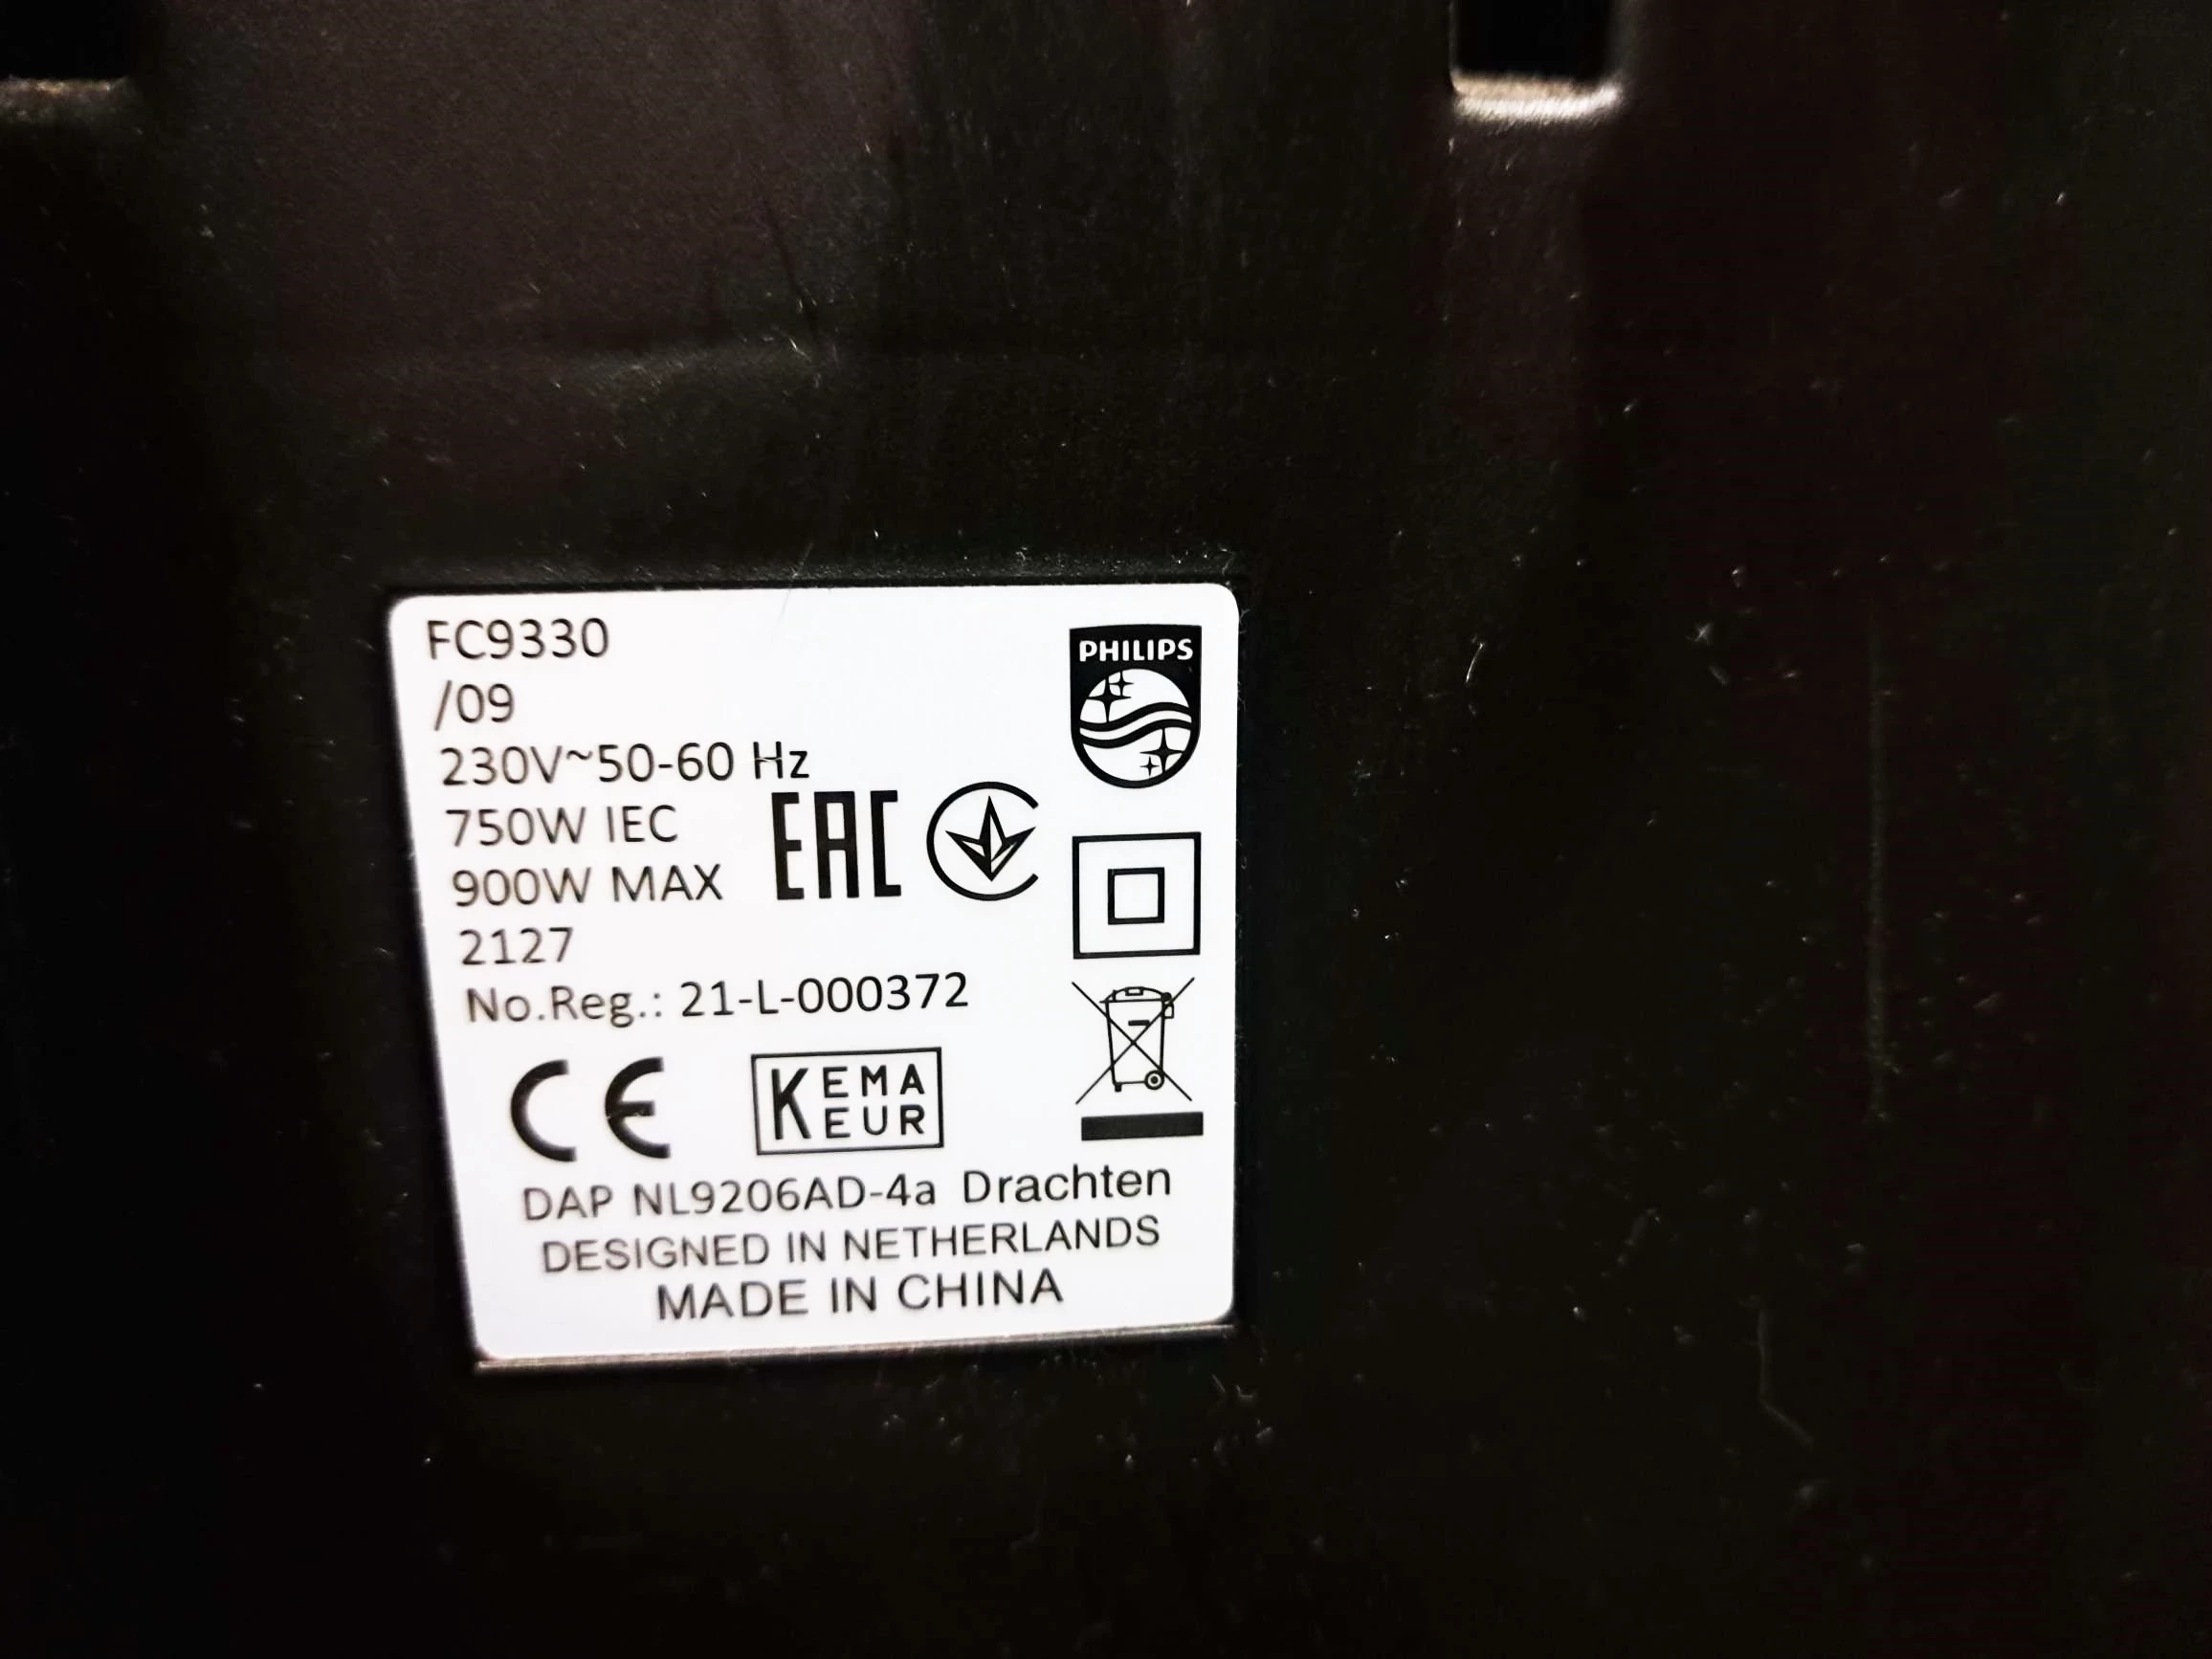 FC9330
/09
230V~50-60 Hz
750W IEC
900W MAX
2127
No.Reg.: 21-L-000372
PHILIPS
EAC
CE
KEMA
EUR
DAP NL9206AD-4a Drachten
DESIGNED IN NETHERLANDS
MADE IN CHINA